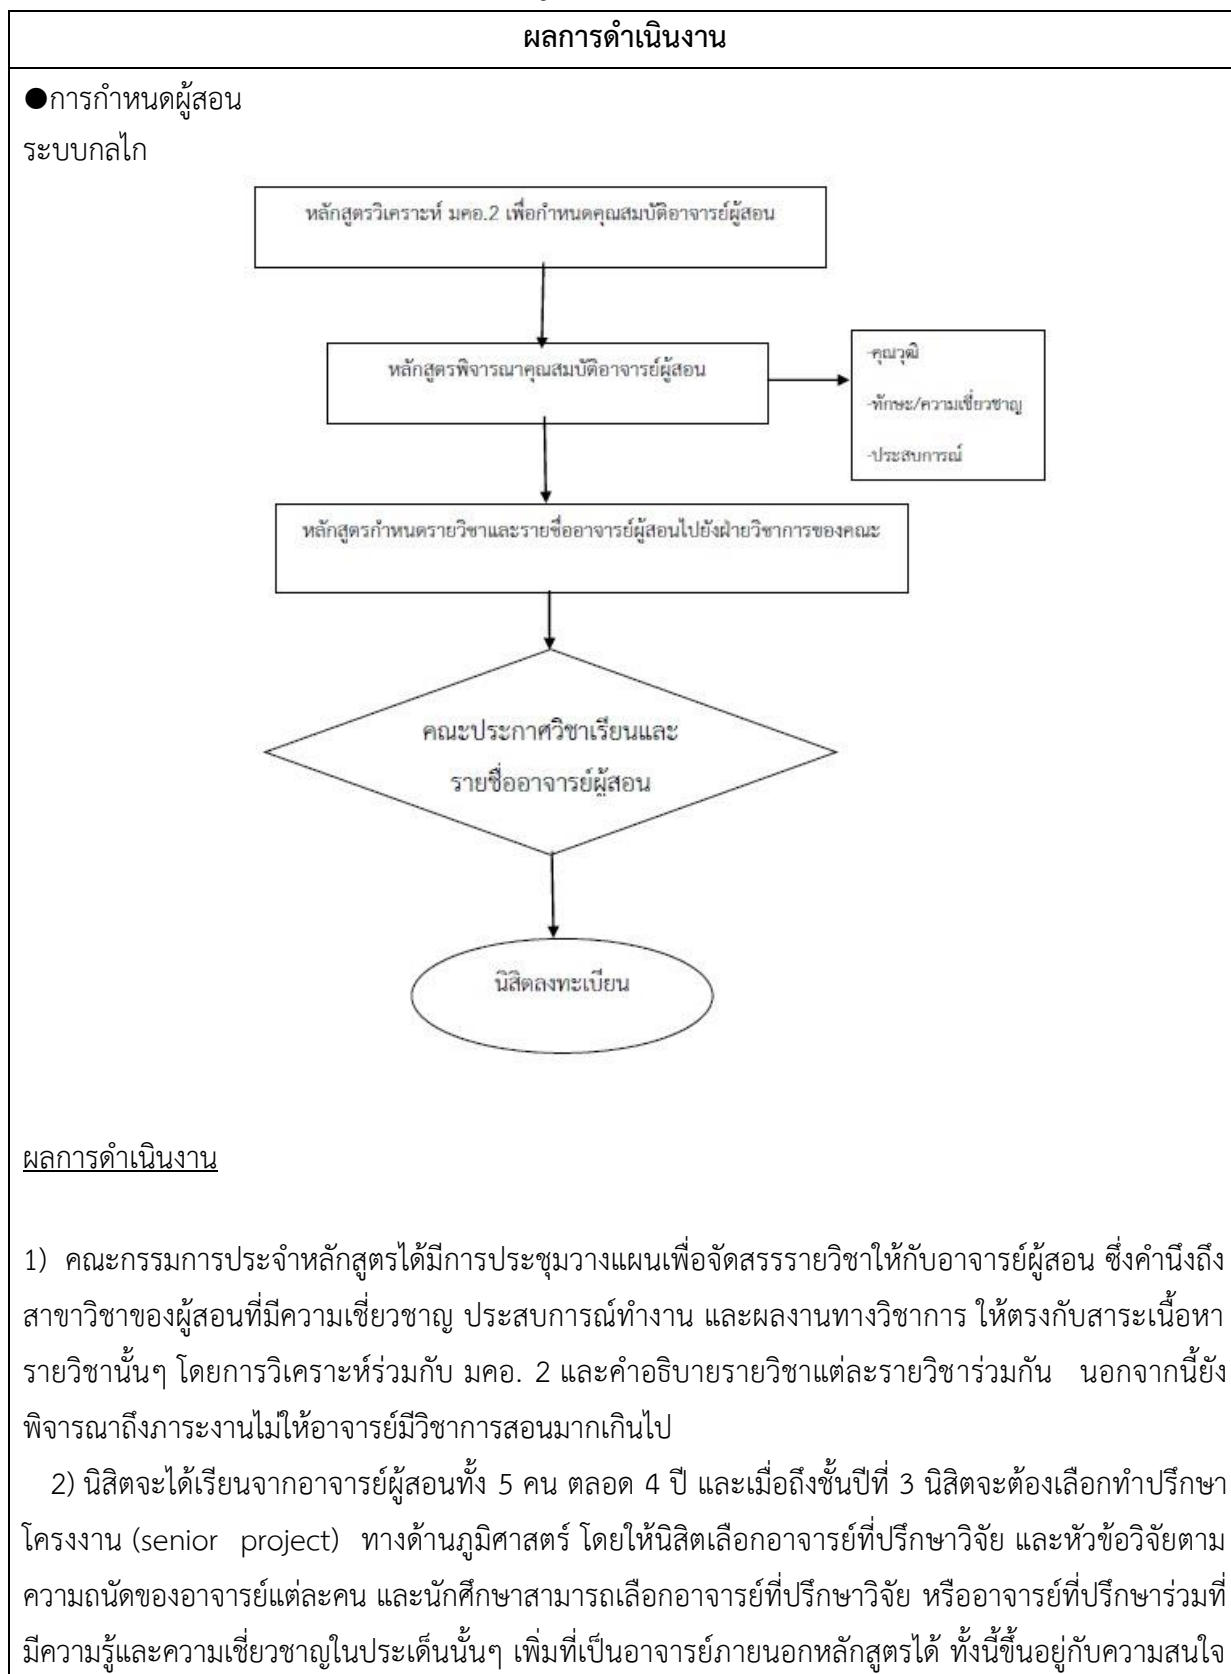 ผลการดำเนินงาน
●การกำหนดผู้สอน
ระบบกลไก
หลักสูตรวิเคราะห์ มคอ.2 เพื่อกำหนดคุณสมบัติอาจารย์ผู้สอน
หลักสูตรพิจารณาคุณสมบัติอาจารย์ผู้สอน
-คุณวุฒิ
-ทักษะ/ความเชี่ยวชาญ
-ประสบการณ์
หลักสูตรกำหนดรายวิชาและรายชื่ออาจารย์ผู้สอนไปยังฝ่ายวิชาการของคณะ
คณะประกาศวิชาเรียนและ
รายชื่ออาจารย์ผู้สอน
นิสิตลงทะเบียน
ผลการดำเนินงาน
1) คณะกรรมการประจำหลักสูตรได้มีการประชุมวางแผนเพื่อจัดสรรรายวิชาให้กับอาจารย์ผู้สอน ซึ่งคำนึงถึง
สาขาวิชาของผู้สอนที่มีความเชี่ยวชาญ ประสบการณ์ทำงาน และผลงานทางวิชาการ ให้ตรงกับสาระเนื้อหา
รายวิชานั้นๆ โดยการวิเคราะห์ร่วมกับ มคอ. 2 และคำอธิบายรายวิชาแต่ละรายวิชาร่วมกัน นอกจากนี้ยัง
พิจารณาถึงภาระงานไม่ให้อาจารย์มีวิชาการสอนมากเกินไป
2) นิสิตจะได้เรียนจากอาจารย์ผู้สอนทั้ง 5 คน ตลอด 4 ปี และเมื่อถึงชั้นปีที่ 3 นิสิตจะต้องเลือกทำปรึกษา
โครงงาน (senior project) ทางด้านภูมิศาสตร์ โดยให้นิสิตเลือกอาจารย์ที่ปรึกษาวิจัย และหัวข้อวิจัยตาม
ความถนัดของอาจารย์แต่ละคน และนักศึกษาสามารถเลือกอาจารย์ที่ปรึกษาวิจัย หรืออาจารย์ที่ปรึกษาร่วมที่
มีความรู้และความเชี่ยวชาญในประเด็นนั้นๆ เพิ่มที่เป็นอาจารย์ภายนอกหลักสูตรได้ ทั้งนี้ขึ้นอยู่กับความสนใจ